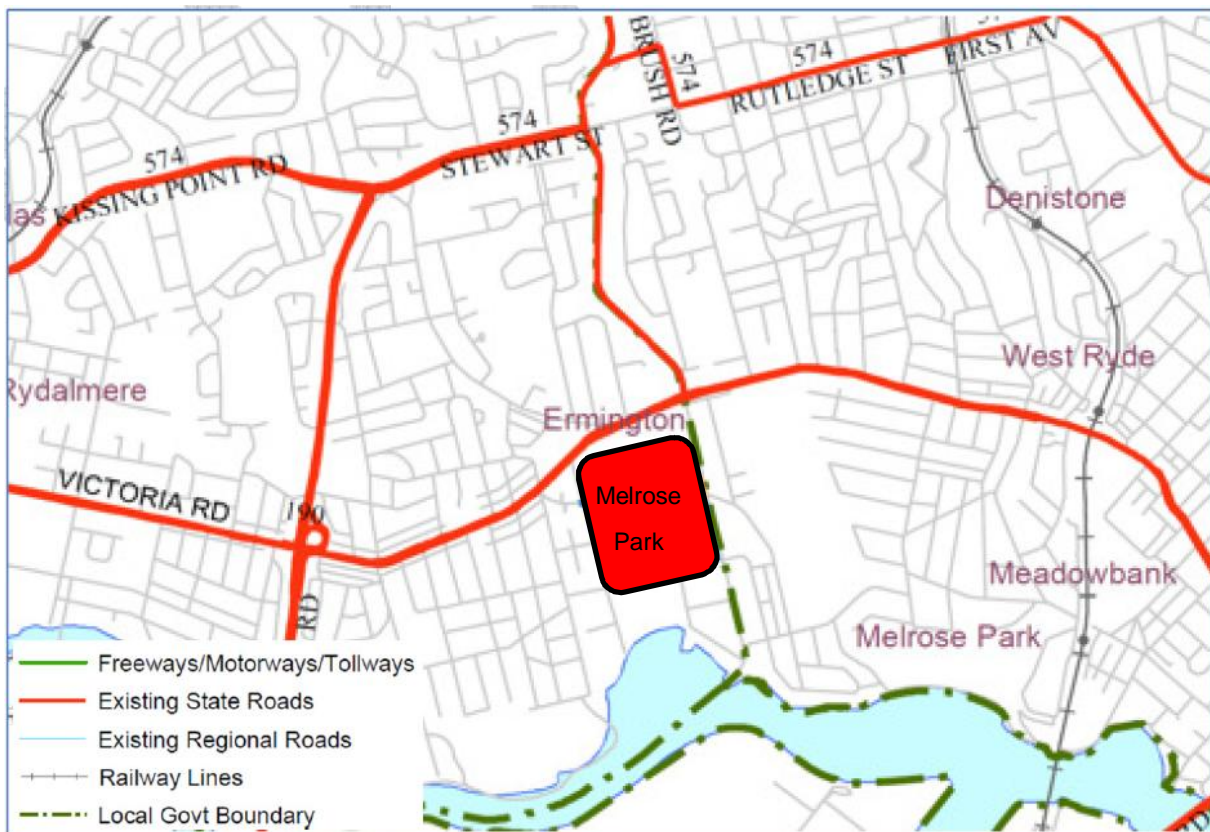 BRUSH RD
574
574
RUTLEDGE ST
FIRST AV
574
STEWART ST
574
KISSING POINT RD
Denistone
las
West Ryde
Rydalmere
Ermington
VICTORIA RD
190
Melrose
Park
Meadowbank
Melrose Park
RD
Freeways/Motorways/Tollways
Existing State Roads
Existing Regional Roads
Railway Lines
Local Govt Boundary
RD